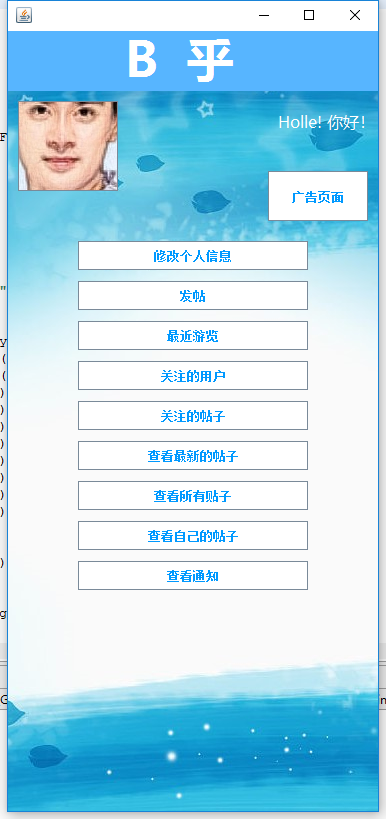 B 乎
Holle! 你好!
广告页面
修改个人信息
发帖
最近游览
关注的用户
关注的帖子
查看最新的帖子
查看所有贴子
查看自己的帖子
查看通知